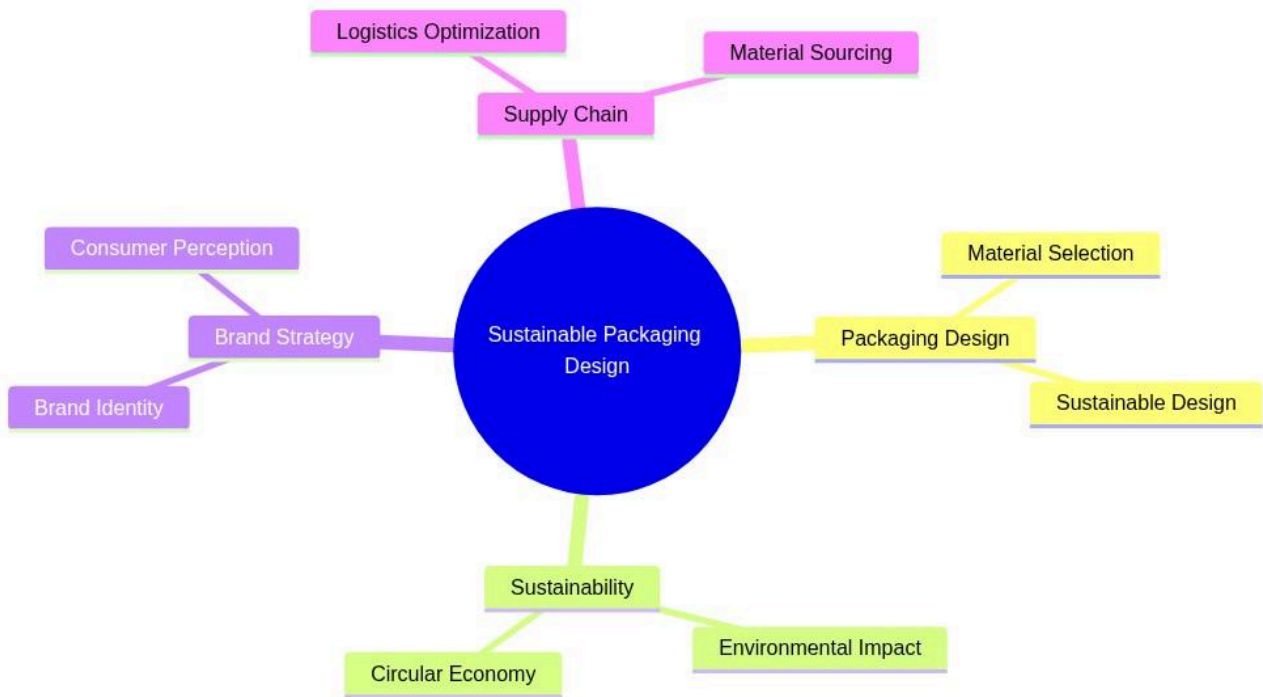 Logistics Optimization
Material Sourcing
Supply Chain
Consumer Perception
Material Selection
Brand Strategy
Sustainable Packaging
Design
Packaging Design
Brand Identity
Sustainable Design
Sustainability
Environmental Impact
Circular Economy